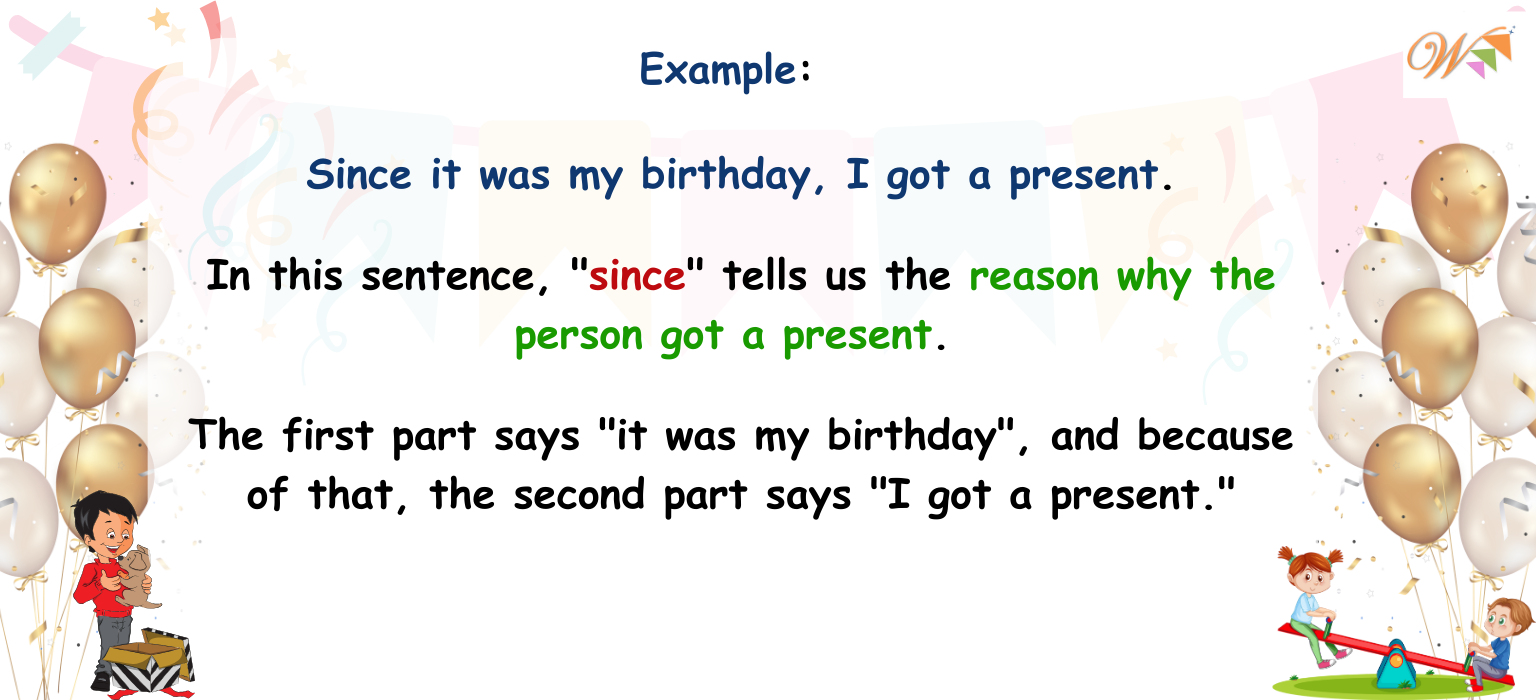 Example:
Since it was my birthday, I got a present.
In this sentence, "since" tells us the reason why the
person got a present.
The first part says "it was my birthday", and because
of that, the second part says "I got a present."
W